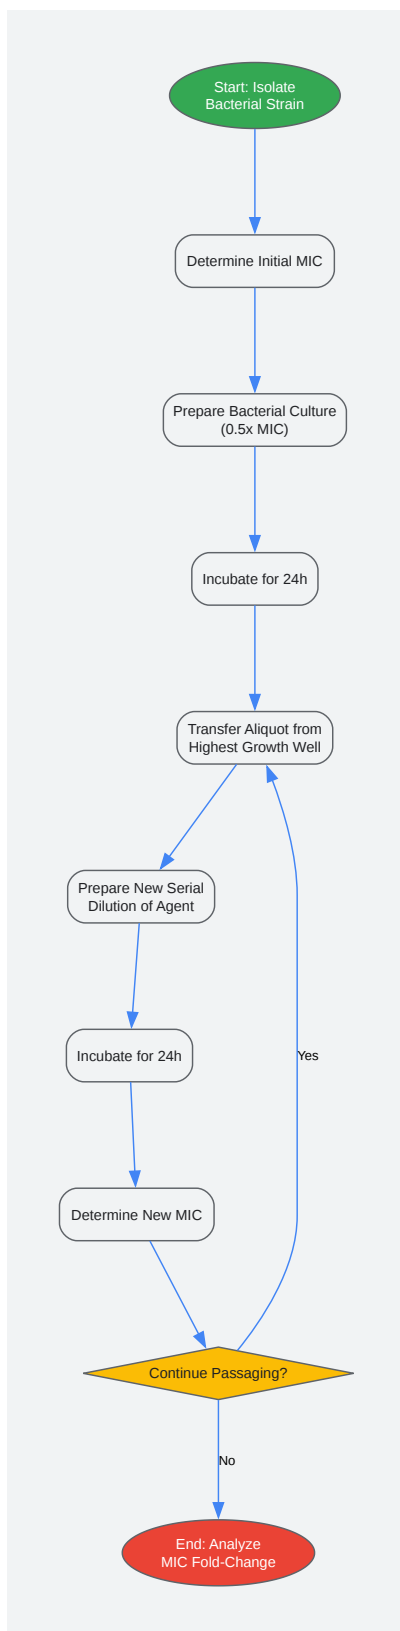 Start: Isolate
Bacterial Strain
Determine Initial MIC
Prepare Bacterial Culture
(0.5x MIC)
Incubate for 24h
Transfer Aliquot from
Highest Growth Well
Prepare New Serial
Dilution of Agent
Incubate for 24h
Yes
Determine New MIC
Continue Passaging?
No
End: Analyze
MIC Fold-Change